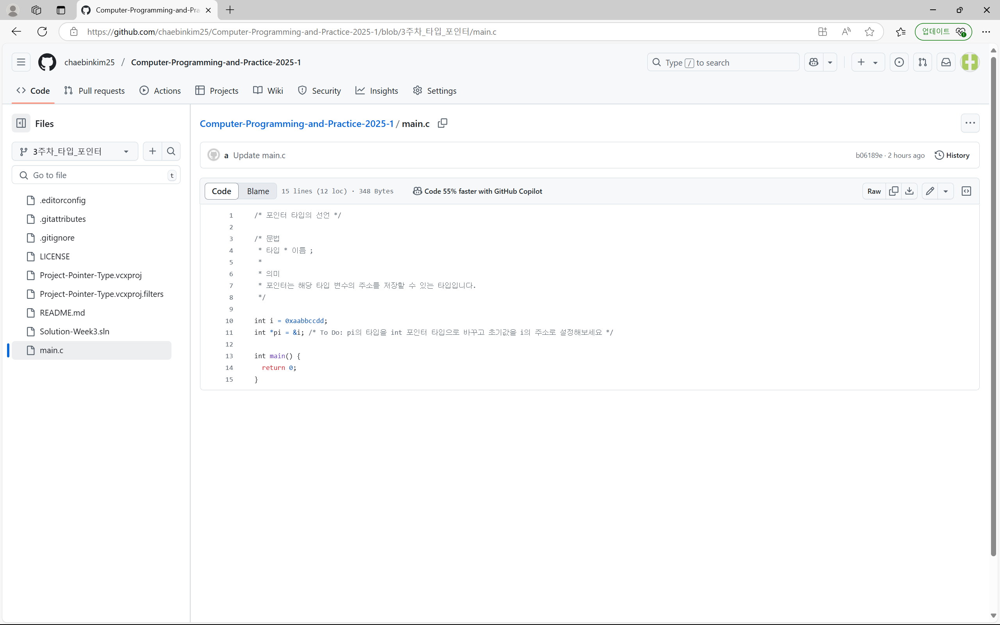 Computer-Programming-and-Pra
https://github.com/chaebinkim25/Computer-Programming-and-Practice-2025-1/blob/3주차_타입_포인터/main.c
업데이트
chaebinkim25 / Computer-Programming-and-Practice-2025-1
Type / to search
Code Pull requests Actions Projects Wiki Security Insights Settings
Files
3주차_타입_포인터
Go to file t
.editorconfig
.gitattributes
.gitignore
LICENSE
Project-Pointer-Type.vcxproj
Project-Pointer-Type.vcxproj.filters
README.md
Solution-Week3.sln
main.c
Computer-Programming-and-Practice-2025-1 / main.c
a Update main.c
b06189e · 2 hours ago History
Code Blame 15 lines (12 loc) · 348 Bytes Code 55% faster with GitHub Copilot Raw
1 /* 포인터 타입의 선언 */
2
3 /* 문법
4 * 타입 * 이름 ;
5 *
6 * 의미
7 * 포인터는 해당 타입 변수의 주소를 저장할 수 있는 타입입니다.
8 */
9
10 int i = 0xaabbccdd;
11 int *pi = &i; /* To Do: pi의 타입을 int 포인터 타입으로 바꾸고 초기값을 i의 주소로 설정해보세요 */
12
13 int main() {
14 return 0;
15 }